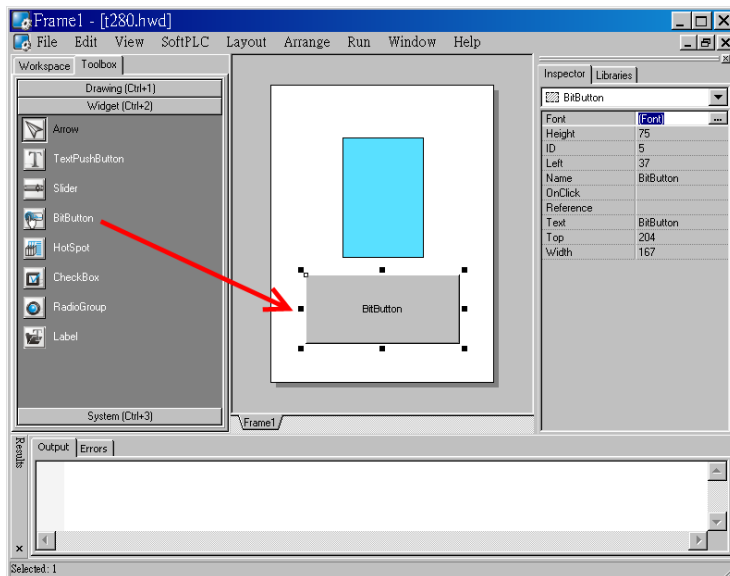 Frame1 - [t280.hwd]
File Edit View SoftPLC Layout Arrange Run Window Help
Workspace Toolbox
Drawing (Ctrl+1)
Widget (Ctrl+2)
Arrow
TextPushButton
Slider
BitButton
HotSpot
CheckBox
RadioGroup
Label
System (Ctrl+3)
BitButton
Frame1
Inspector Libraries
BitButton
Font (Font) ...
Height 75
ID 5
Left 37
Name BitButton
OnClick
Reference
Text BitButton
Top 204
Width 167
Results
Output Errors
Selected: 1